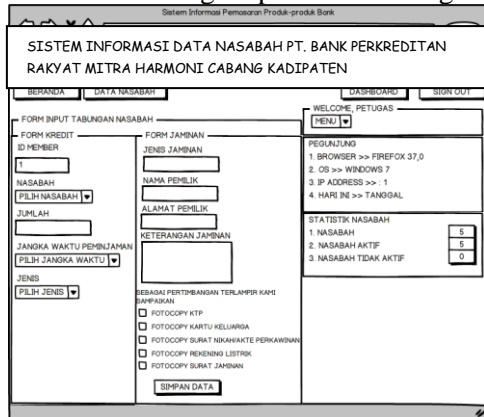 Sistem Informasi Pemasaran Produk-produk Bank
SISTEM INFORMASI DATA NASABAH PT. BANK PERKREDITAN
RAKYAT MITRA HARMONI CABANG KADIPATEN
BERANDA
DATA NASABAH
DASHBOARD
SIGN OUT
FORM INPUT TABUNGAN NASABAH
FORM KREDIT
ID MEMBER
1
NASABAH
PILIH NASABAH
JUMLAH
JANGKA WAKTU PEMINJAMAN
PILIH JANGKA WAKTU
JENIS
PILIH JENIS
FORM JAMINAN
JENIS JAMINAN
NAMA PEMILIK
ALAMAT PEMILIK
KETERANGAN JAMINAN
SEBAGAI PERTIMBANGAN TERLAMPIR KAMI
SAMPAIKAN
FOTOCOPY KTP
FOTOCOPY KARTU KELUARGA
FOTOCOPY SURAT NIKAH/AKTE PERKAWINAN
FOTOCOPY REKENING LISTRIK
FOTOCOPY SURAT JAMINAN
SIMPAN DATA
WELCOME, PETUGAS
MENU
PEGUNJUNG
1. BROWSER >> FIREFOX 37,0
2. OS >> WINDOWS 7
3. IP ADDRESS >> : 1
4. HARI INI >> TANGGAL
STATISTIK NASABAH
1. NASABAH 5
2. NASABAH AKTIF 5
3. NASABAH TIDAK AKTIF 0